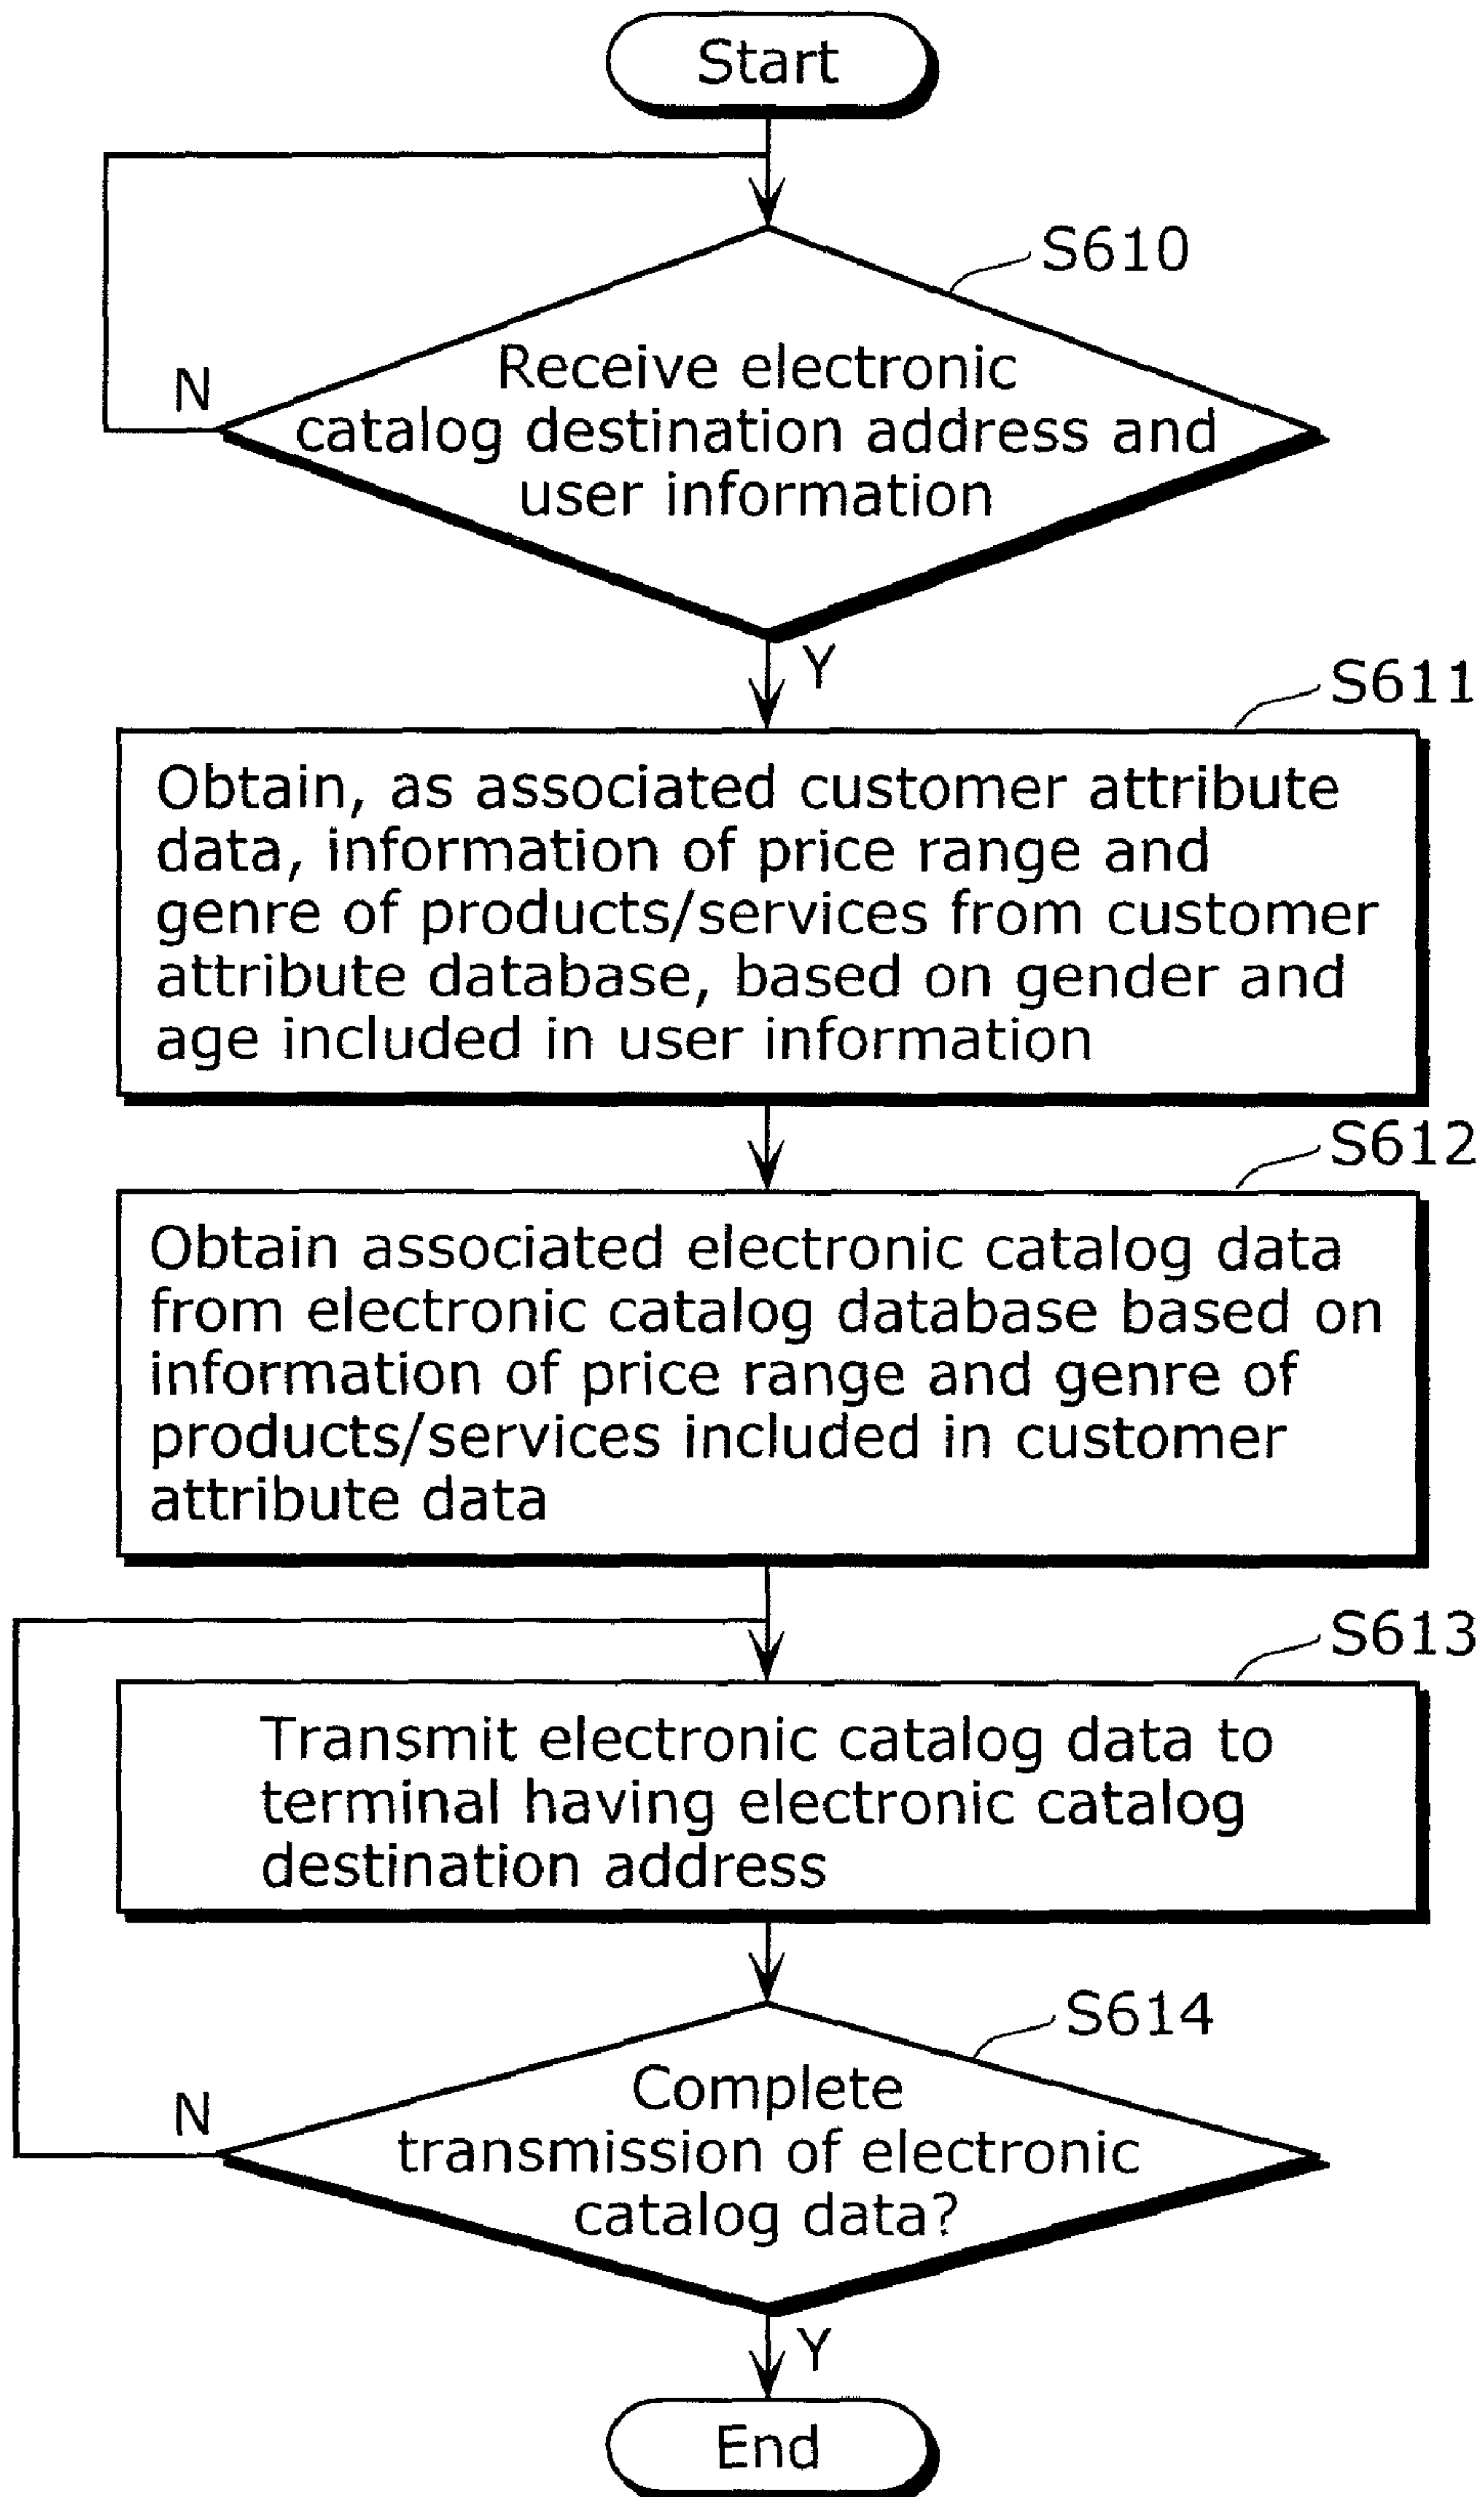 Start
S610
Receive electronic
catalog destination address and
user information
N
Y
S611
Obtain, as associated customer attribute
data, information of price range and
genre of products/services from customer
attribute database, based on gender and
age included in user information
S612
Obtain associated electronic catalog data
from electronic catalog database based on
information of price range and genre of
products/services included in customer
attribute data
S613
Transmit electronic catalog data to
terminal having electronic catalog
destination address
S614
Complete
transmission of electronic
catalog data?
N
Y
End